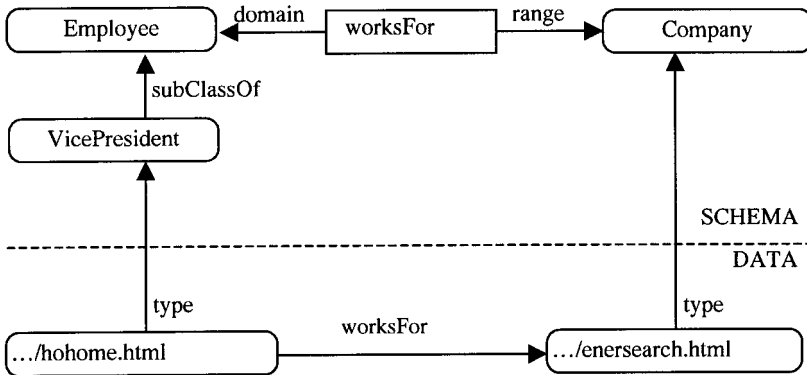 Employee
domain
worksFor
range
Company
subClassOf
VicePresident
SCHEMA
DATA
type
type
worksFor
…/hohome.html
…/enersearch.html